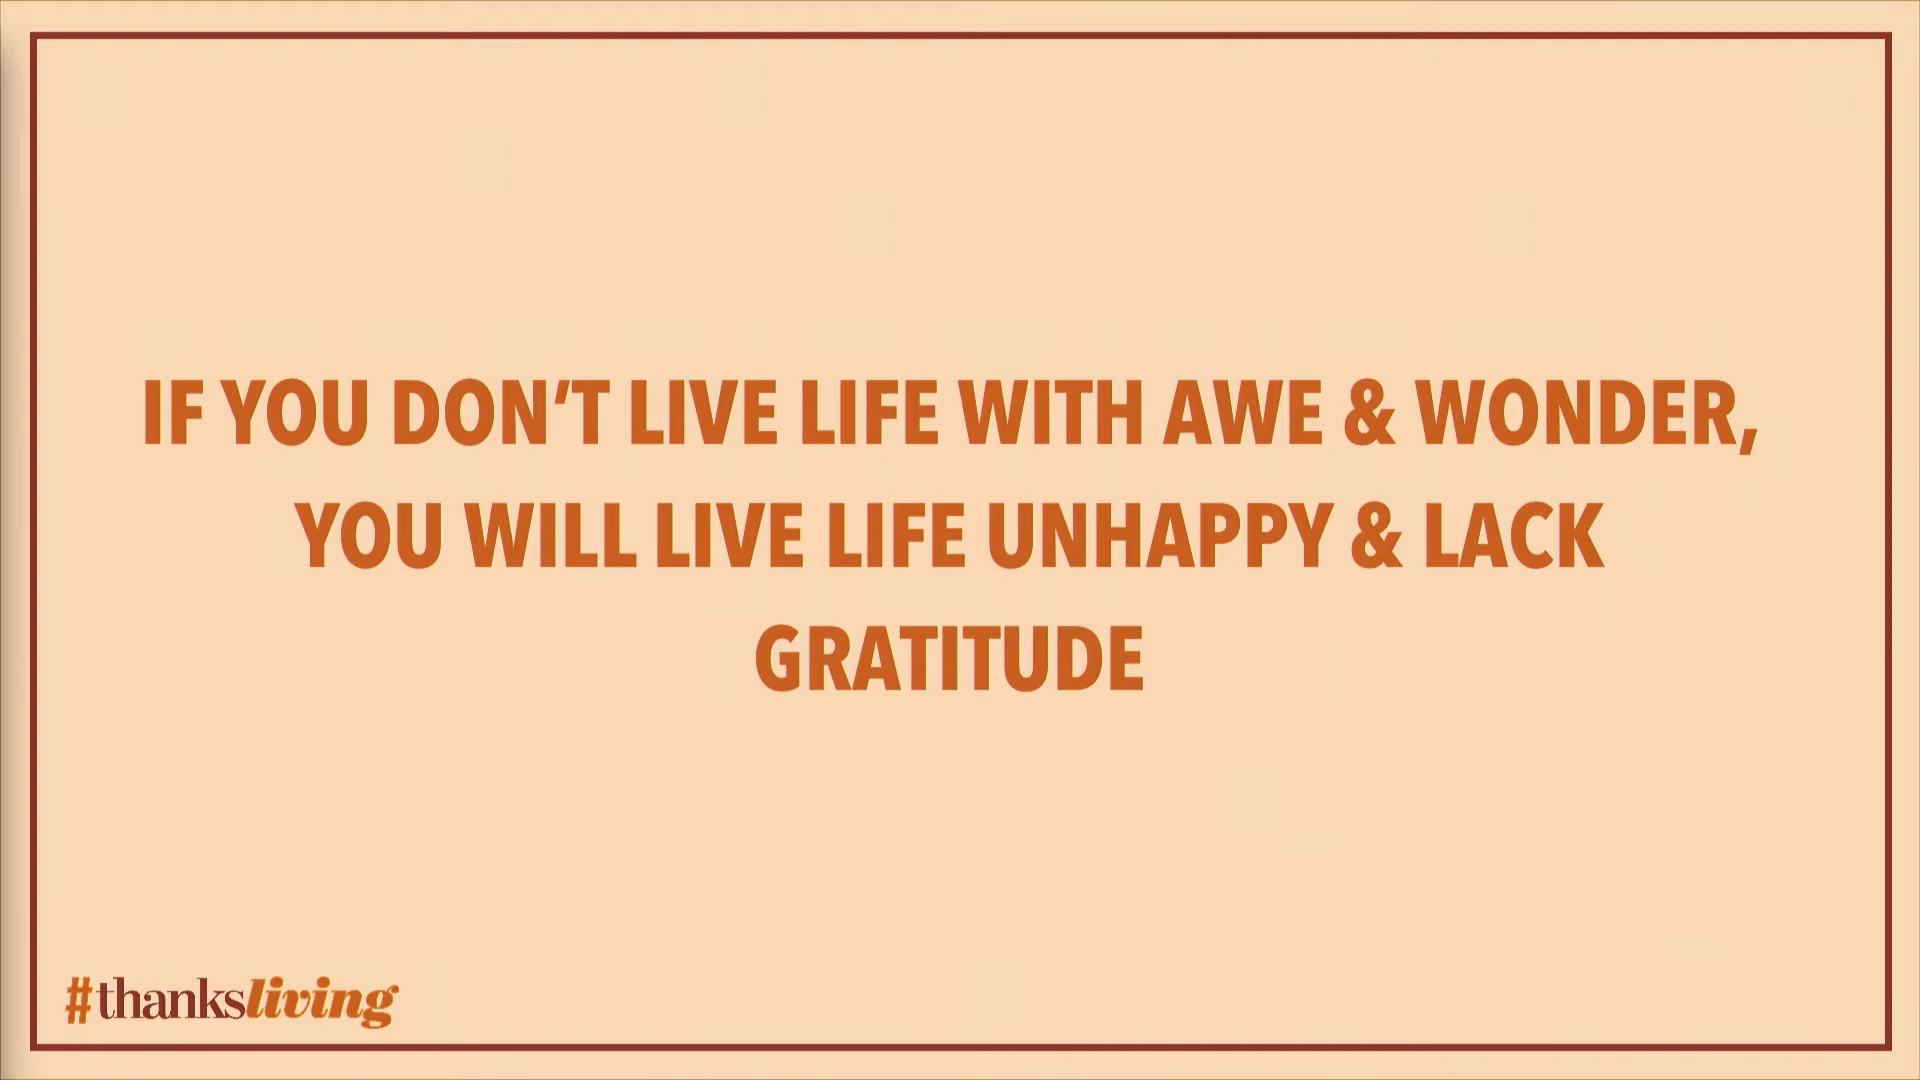 IF YOU DON’T LIVE LIFE WITH AWE & WONDER,
YOU WILL LIVE LIFE UNHAPPY & LACK
GRATITUDE
#thanksliving